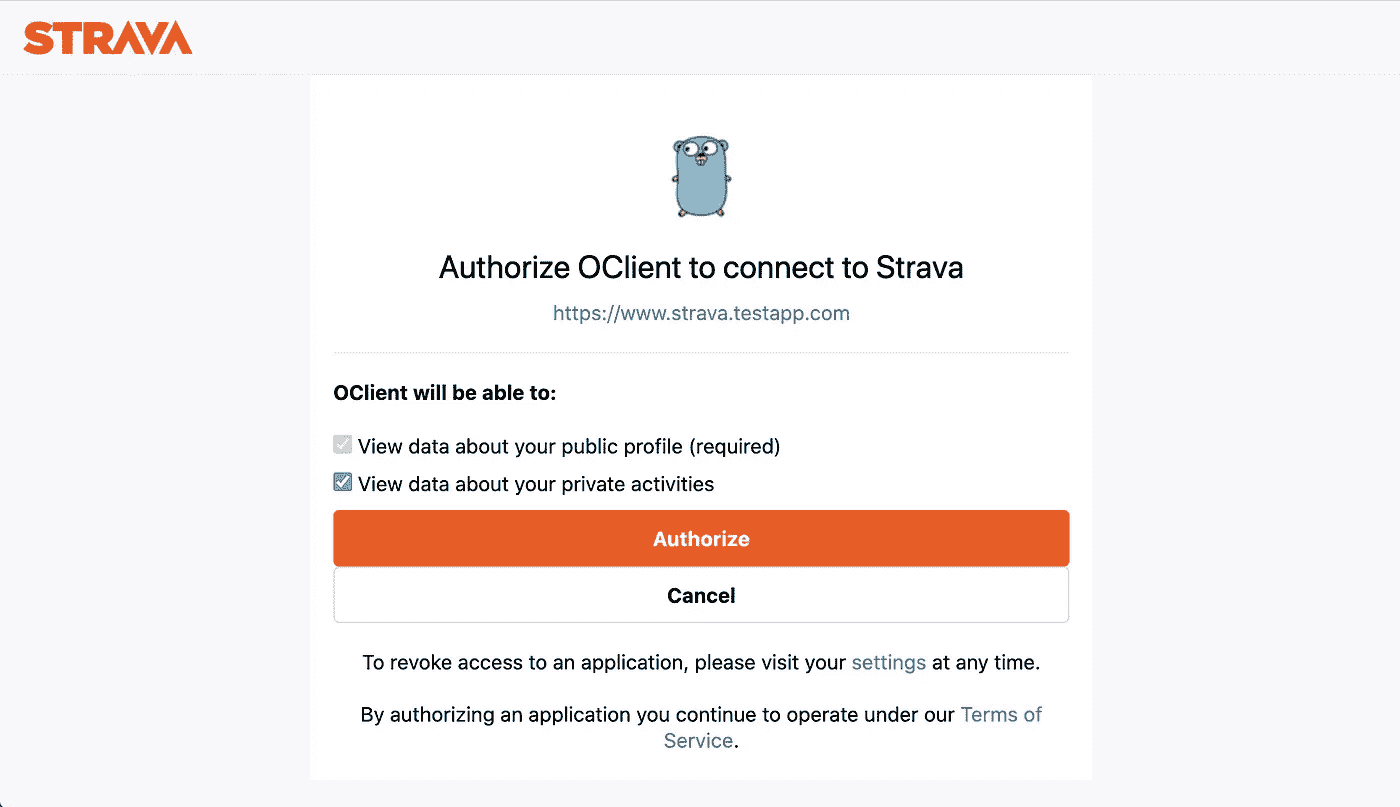 STRAVA
Authorize OClient to connect to Strava
https://www.strava.testapp.com
OClient will be able to:
View data about your public profile (required)
View data about your private activities
Authorize
Cancel
To revoke access to an application, please visit your settings at any time.
By authorizing an application you continue to operate under our Terms of
Service.